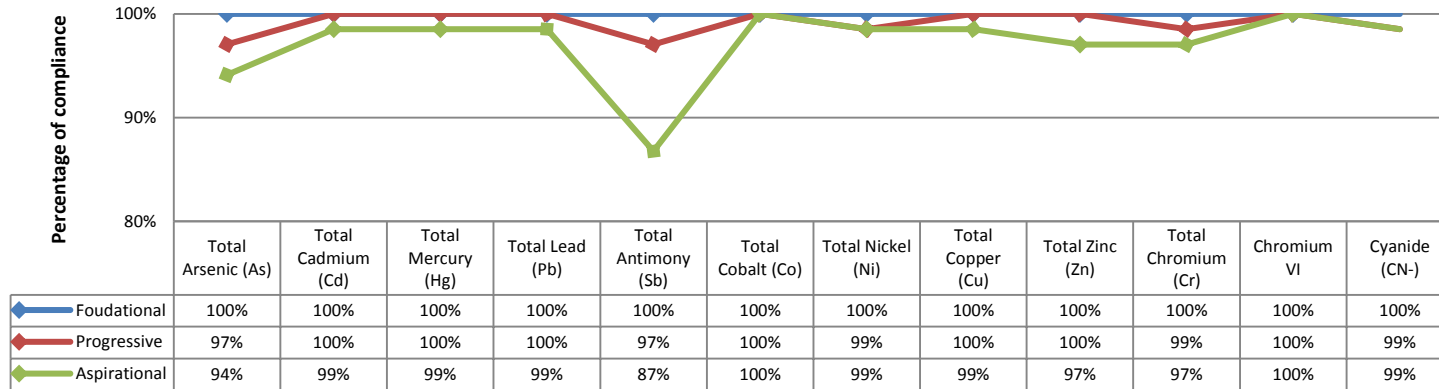 Percentage of compliance
100%
90%
80%
Total Arsenic (As)
Total Cadmium (Cd)
Total Mercury (Hg)
Total Lead (Pb)
Total Antimony (Sb)
Total Cobalt (Co)
Total Nickel (Ni)
Total Copper (Cu)
Total Zinc (Zn)
Total Chromium (Cr)
Chromium VI
Cyanide (CN-)
Foudational 100% 100% 100% 100% 100% 100% 100% 100% 100% 100% 100% 100%
Progressive 97% 100% 100% 100% 97% 100% 99% 100% 100% 99% 100% 99%
Aspirational 94% 99% 99% 99% 87% 100% 99% 99% 97% 97% 100% 99%